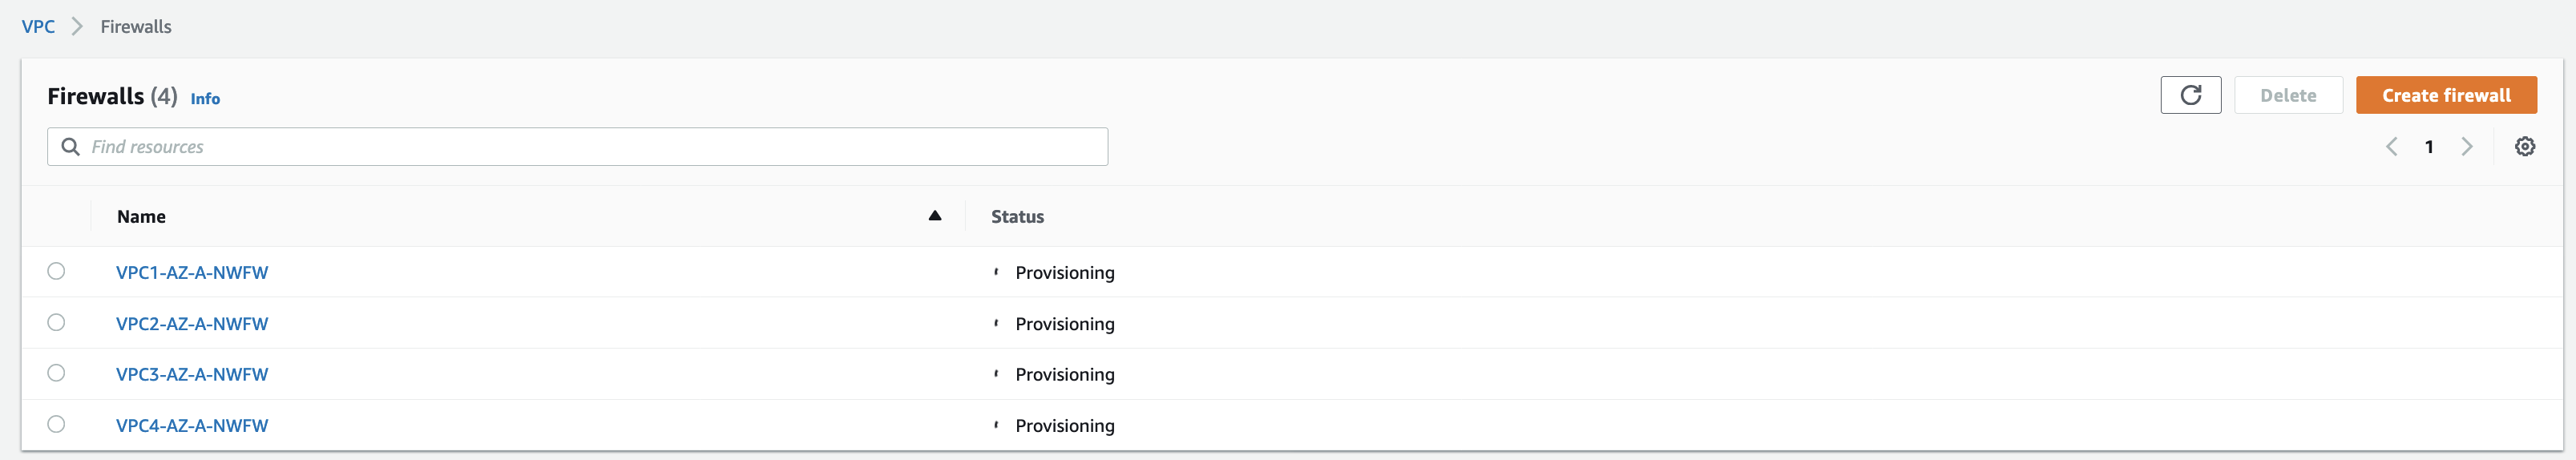 VPC > Firewalls
Firewalls (4) Info
Delete
Create firewall
Find resources
1
Name Status
VPC1-AZ-A-NWFW Provisioning
VPC2-AZ-A-NWFW Provisioning
VPC3-AZ-A-NWFW Provisioning
VPC4-AZ-A-NWFW Provisioning